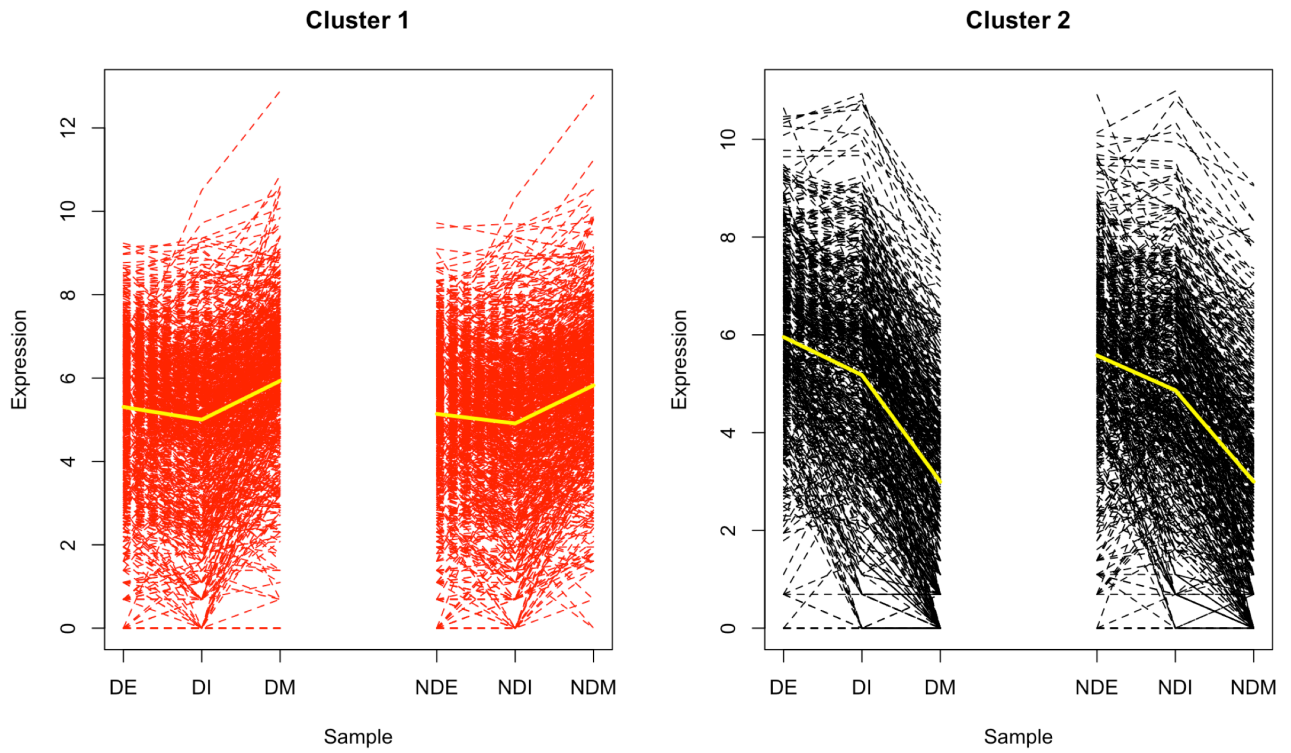 Cluster 1
Expression
12
10
8
6
4
2
0
DE DI DM NDE NDI NDM
Sample
Cluster 2
Expression
10
8
6
4
2
0
DE DI DM NDE NDI NDM
Sample